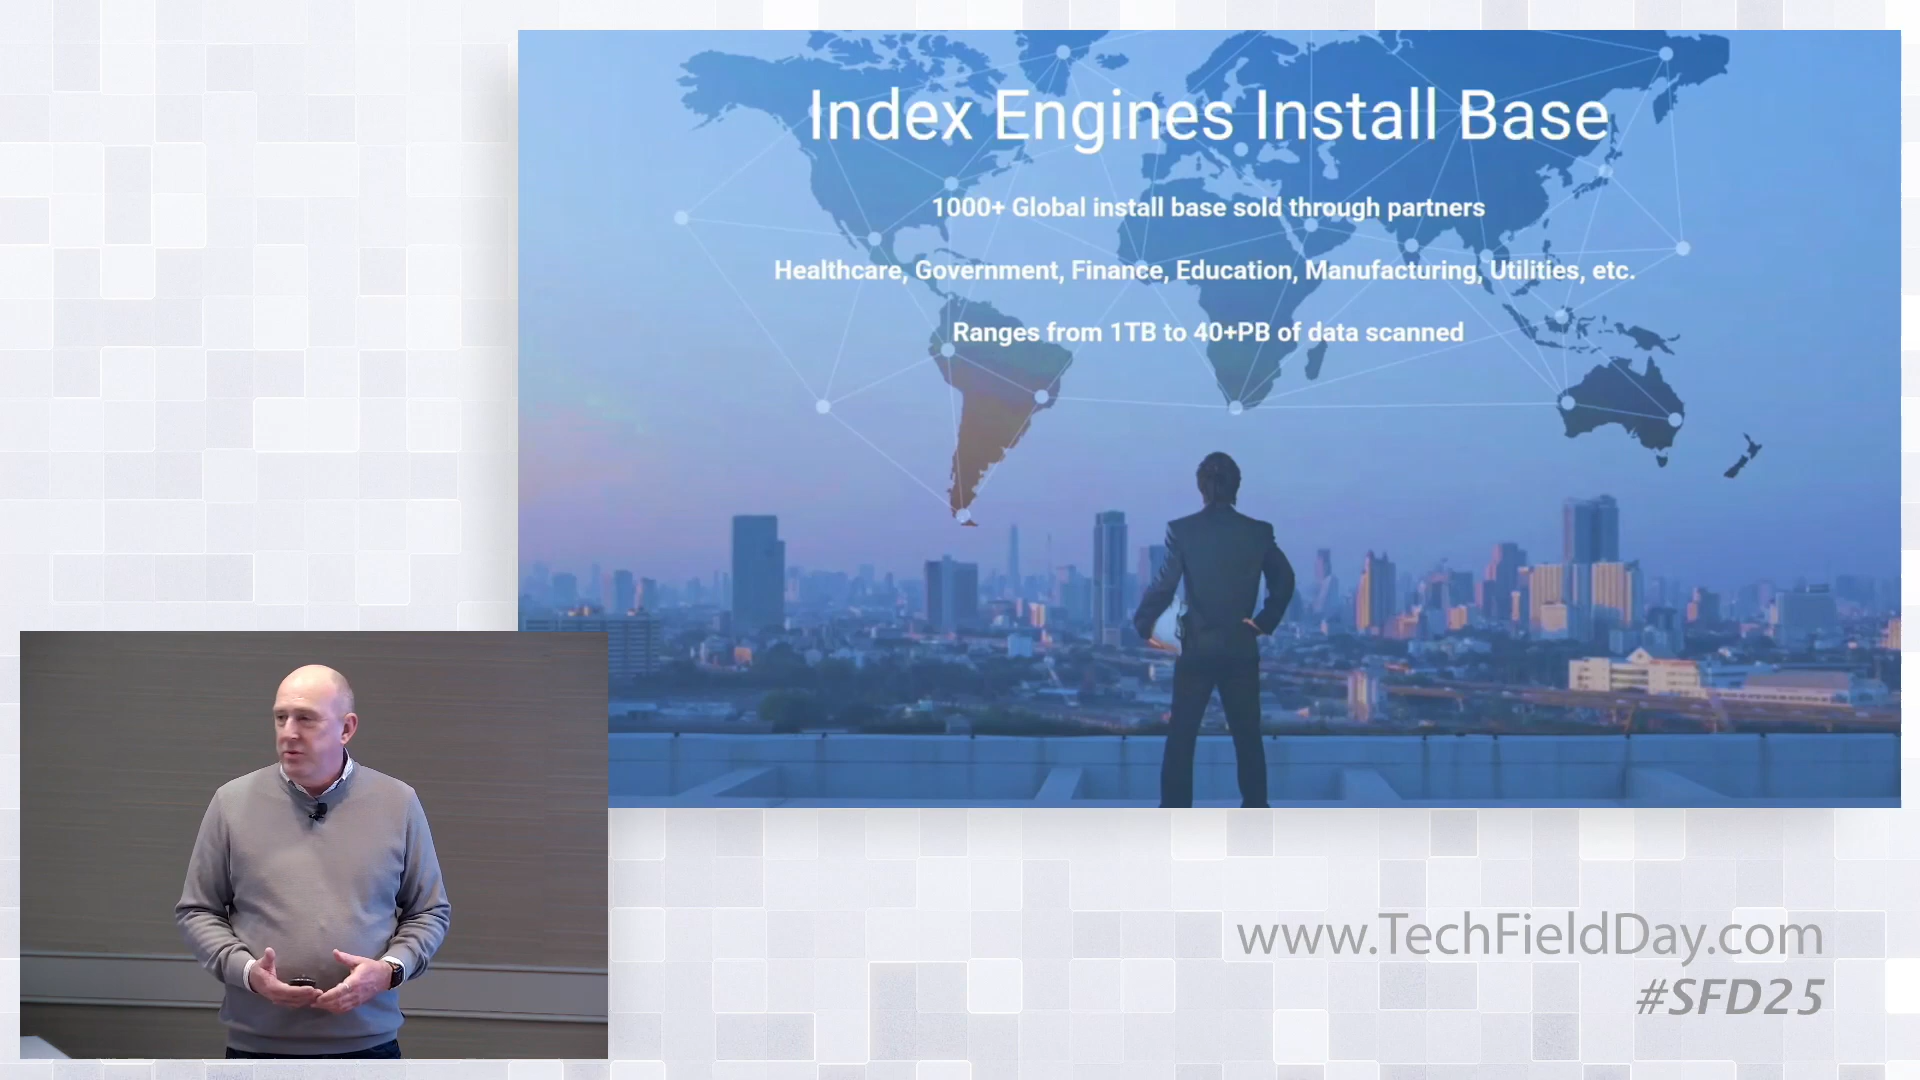 Index Engines Install Base
1000+ Global install base sold through partners
Healthcare, Government, Finance, Education, Manufacturing, Utilities, etc.
Ranges from 1TB to 40+PB of data scanned
www.TechFieldDay.com
#SFD25